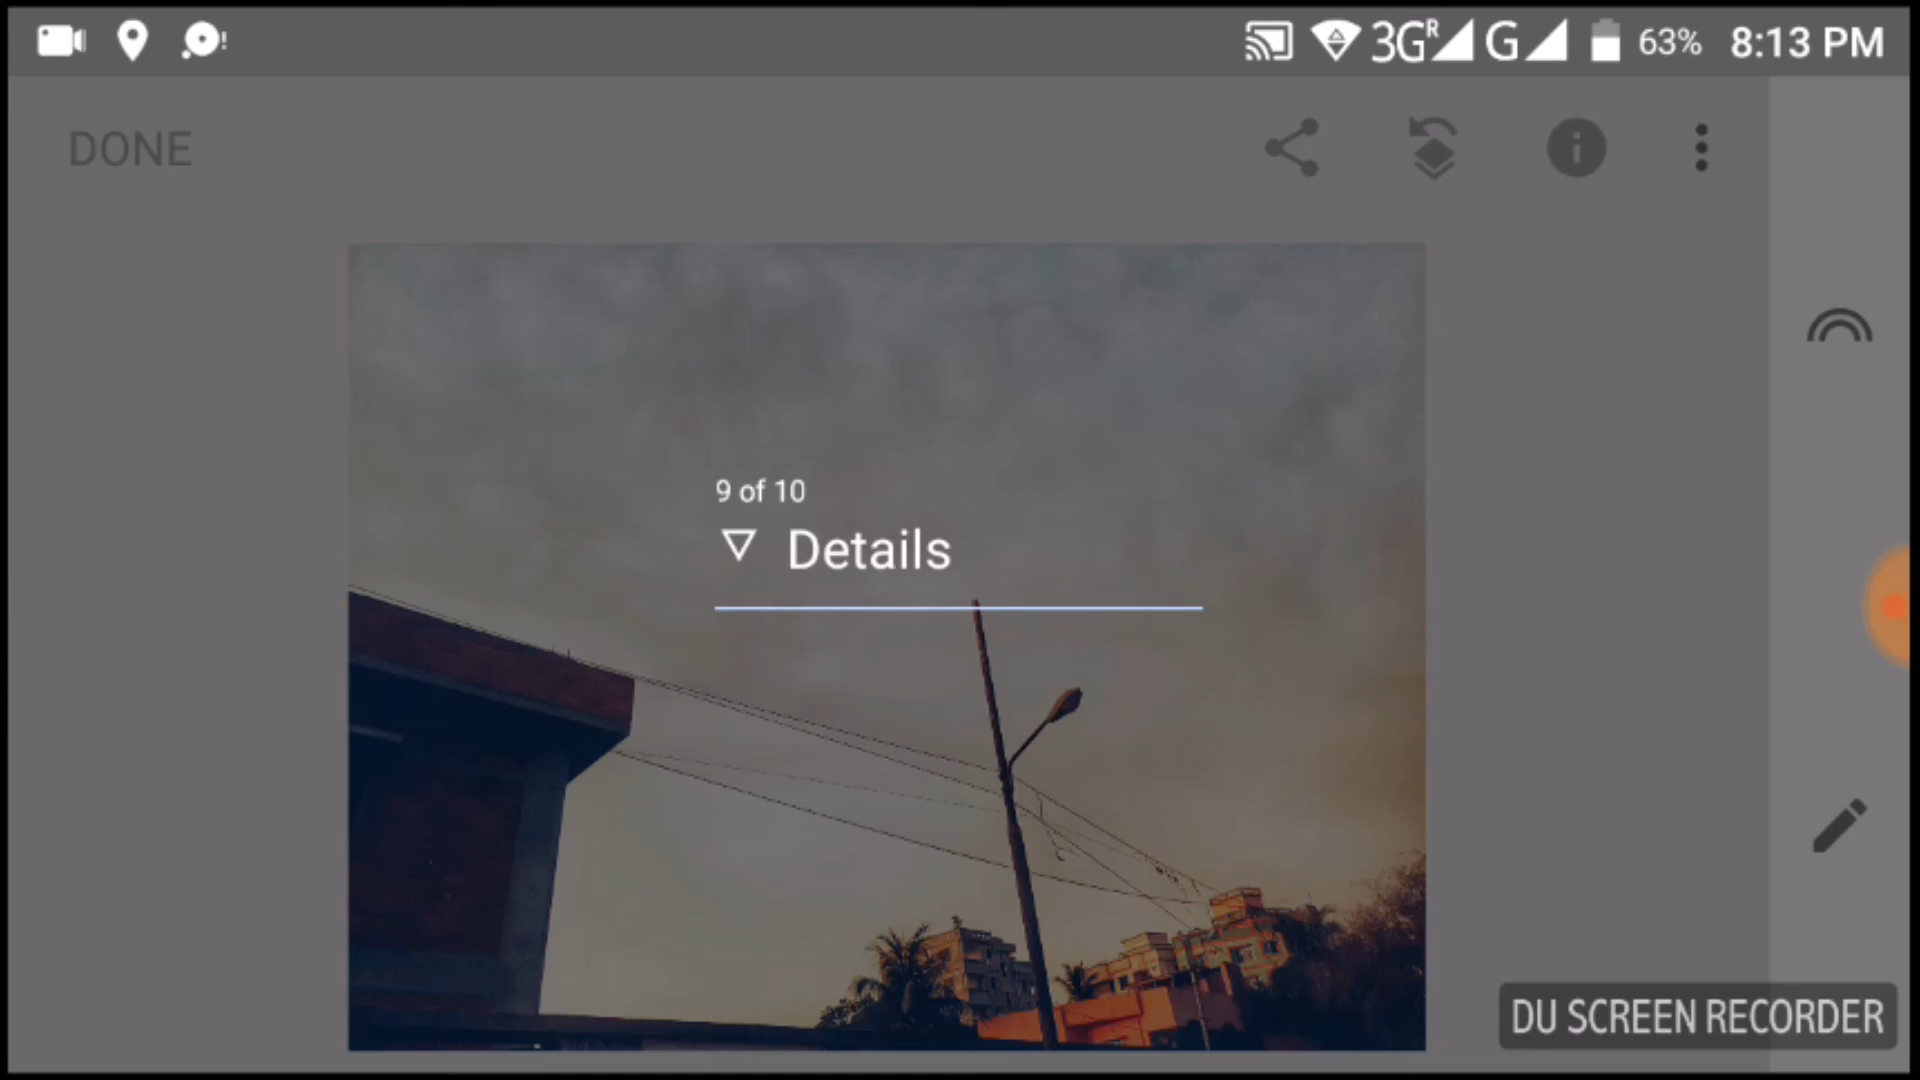 3G R G 63% 8:13 PM
DONE
9 of 10
Details
DU SCREEN RECORDER